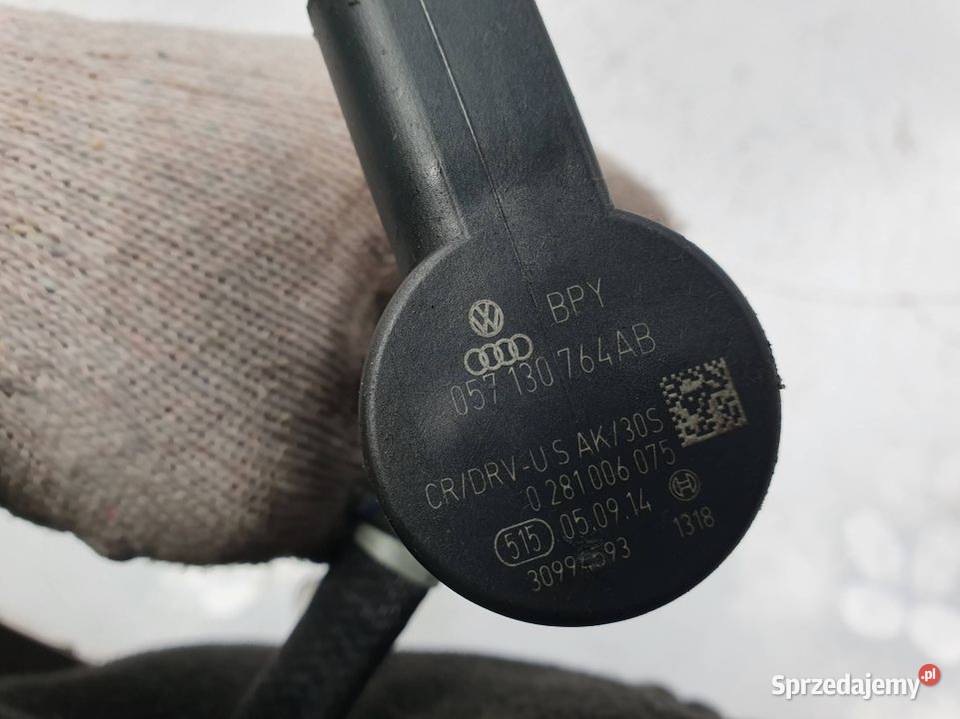 BPY
057 130 764AB
CR/DRV-U S AK/30S
0 281 006 075
515 05.09.14
1318
Sprzedajemy.pl